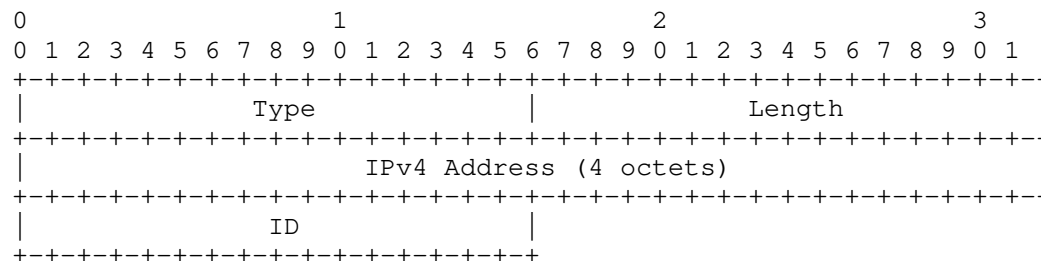 0                   1                   2                   3
0 1 2 3 4 5 6 7 8 9 0 1 2 3 4 5 6 7 8 9 0 1 2 3 4 5 6 7 8 9 0 1
+-+-+-+-+-+-+-+-+-+-+-+-+-+-+-+-+-+-+-+-+-+-+-+-+-+-+-+-+-+-+-+-
|              Type             |             Length
+-+-+-+-+-+-+-+-+-+-+-+-+-+-+-+-+-+-+-+-+-+-+-+-+-+-+-+-+-+-+-+-
|                     IPv4 Address (4 octets)
+-+-+-+-+-+-+-+-+-+-+-+-+-+-+-+-+-+-+-+-+-+-+-+-+-+-+-+-+-+-+-+-
|               ID              |
+-+-+-+-+-+-+-+-+-+-+-+-+-+-+-+-+